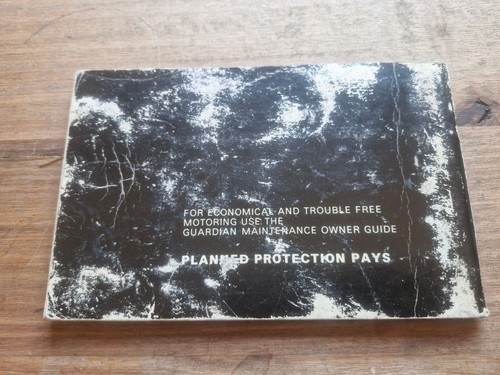 FOR ECONOMICAL AND TROUBLE FREE
MOTORING USE THE
GUARDIAN MAINTENANCE OWNER GUIDE
PLANNED PROTECTION PAYS